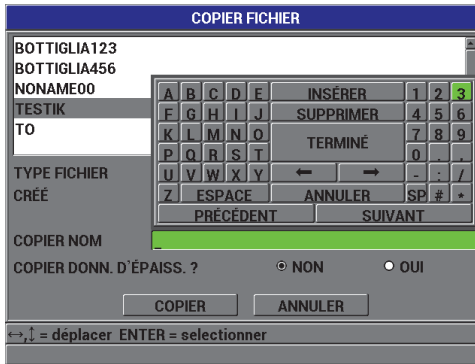 COPIER FICHIER
BOTTIGLIA123
BOTTIGLIA456
NONAME00
TESTIK
TO
A B C D E INSÉRER 1 2 3
F G H I J SUPPRIMER 4 5 6
K L M N O TERMINÉ 7 8 9
P Q R S T 0 . ,
U V W X Y ← → - : /
Z ESPACE ANNULER SP # *
PRÉCÉDENT SUIVANT
TYPE FICHIER
CRÉÉ
COPIER NOM _
COPIER DONN. D'ÉPAISS. ? NON OUI
COPIER ANNULER
↔,↕ = déplacer ENTER = selectionner